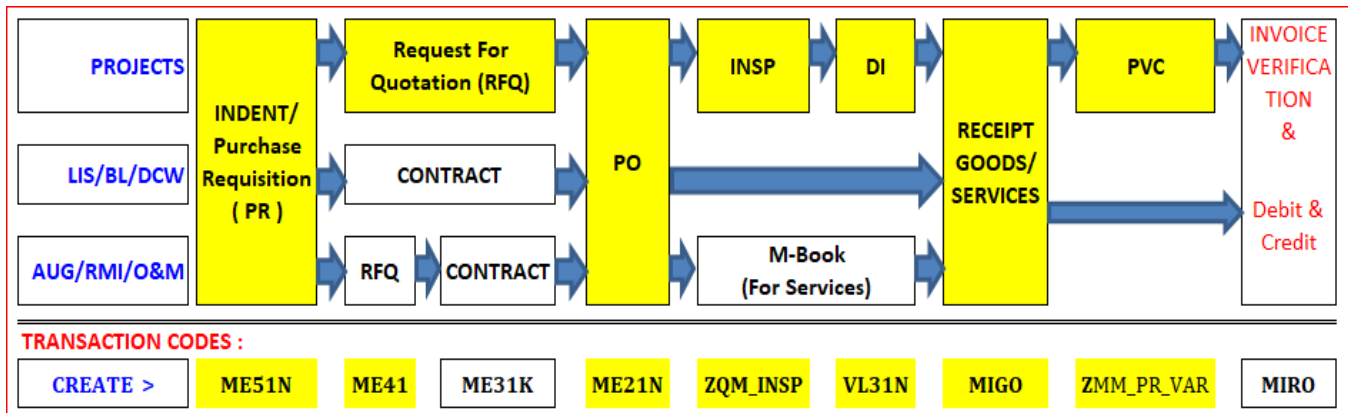 PROJECTS
INDENT/
Purchase
Requisition
( PR )
Request For
Quotation (RFQ)
PO
INSP
DI
RECEIPT
GOODS/
SERVICES
PVC
INVOICE
VERIFICA
TION
&
Debit &
Credit
LIS/BL/DCW
CONTRACT
AUG/RMI/O&M
RFQ
CONTRACT
M-Book
(For Services)
TRANSACTION CODES :
CREATE >
ME51N
ME41
ME31K
ME21N
ZQM_INSP
VL31N
MIGO
ZMM_PR_VAR
MIRO